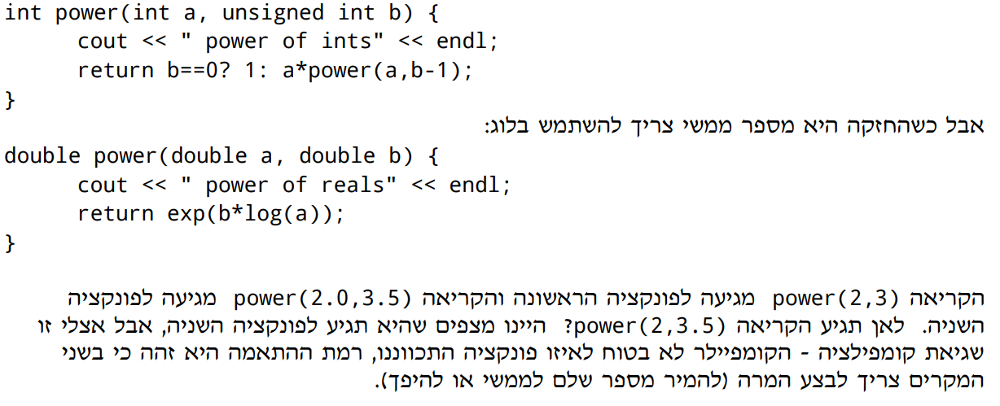 int power(int a, unsigned int b) {
cout << " power of ints" << endl;
return b==0? 1: a*power(a,b-1);
}
אבל כשהחזקה היא מספר ממשי צריך להשתמש בלוג:
double power(double a, double b) {
cout << " power of reals" << endl;
return exp(b*log(a));
}
הקריאה power(2,3) מגיעה לפונקציה הראשונה והקריאה power(2.0,3.5) מגיעה לפונקציה
השניה. לאן תגיע הקריאה power(2,3.5)? היינו מצפים שהיא תגיע לפונקציה השניה, אבל אצלי זו
שגיאת קומפילציה - הקומפיילר לא בטוח לאיזו פונקציה התכווננו, רמת ההתאמה היא זהה כי בשני
המקרים צריך לבצע המרה (להמיר מספר שלם לממשי או להיפך).